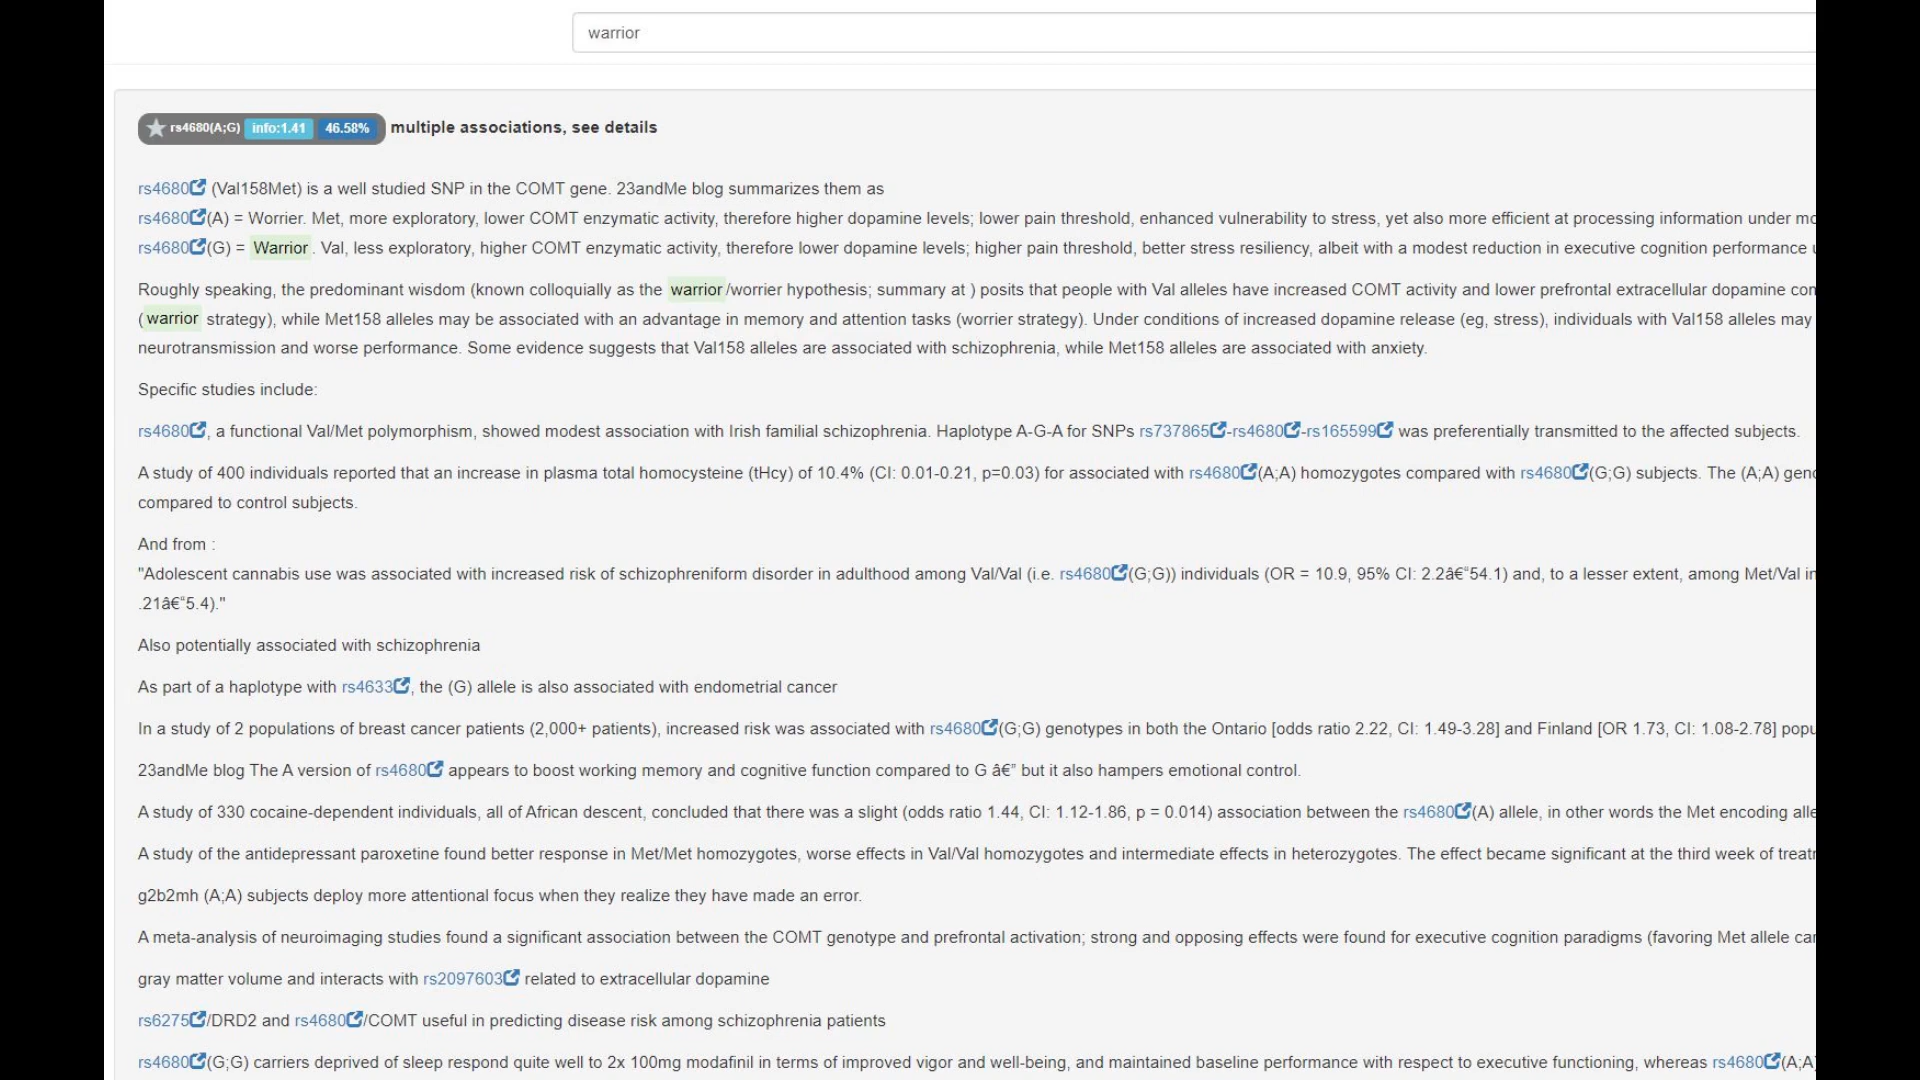 warrior
rs4680(A;G) info:1.41 46.58% multiple associations, see details
rs4680 (Val158Met) is a well studied SNP in the COMT gene. 23andMe blog summarizes them as
rs4680(A) = Worrier. Met, more exploratory, lower COMT enzymatic activity, therefore higher dopamine levels; lower pain threshold, enhanced vulnerability to stress, yet also more efficient at processing information under
rs4680(G) = Warrior. Val, less exploratory, higher COMT enzymatic activity, therefore lower dopamine levels; higher pain threshold, better stress resiliency, albeit with a modest reduction in executive cognition performance
Roughly speaking, the predominant wisdom (known colloquially as the warrior/worrier hypothesis; summary at ) posits that people with Val alleles have increased COMT activity and lower prefrontal extracellular dopamine
(warrior strategy), while Met158 alleles may be associated with an advantage in memory and attention tasks (worrier strategy). Under conditions of increased dopamine release (eg, stress), individuals with Val158 alleles may
neurotransmission and worse performance. Some evidence suggests that Val158 alleles are associated with schizophrenia, while Met158 alleles are associated with anxiety.
Specific studies include:
rs4680, a functional Val/Met polymorphism, showed modest association with Irish familial schizophrenia. Haplotype A-G-A for SNPs rs737865-rs4680-rs165599 was preferentially transmitted to the affected subjects.
A study of 400 individuals reported that an increase in plasma total homocysteine (tHcy) of 10.4% (CI: 0.01-0.21, p=0.03) for associated with rs4680(A;A) homozygotes compared with rs4680(G;G) subjects. The (A;A)
compared to control subjects.
And from :
"Adolescent cannabis use was associated with increased risk of schizophreniform disorder in adulthood among Val/Val (i.e. rs4680(G;G)) individuals (OR = 10.9, 95% CI: 2.2â€“54.1) and, to a lesser extent, among Met/Val
.21â€“5.4)."
Also potentially associated with schizophrenia
As part of a haplotype with rs4633, the (G) allele is also associated with endometrial cancer
In a study of 2 populations of breast cancer patients (2,000+ patients), increased risk was associated with rs4680(G;G) genotypes in both the Ontario [odds ratio 2.22, CI: 1.49-3.28] and Finland [OR 1.73, CI: 1.08-2.78]
23andMe blog The A version of rs4680 appears to boost working memory and cognitive function compared to G â€” but it also hampers emotional control.
A study of 330 cocaine-dependent individuals, all of African descent, concluded that there was a slight (odds ratio 1.44, CI: 1.12-1.86, p = 0.014) association between the rs4680(A) allele, in other words the Met encoding
A study of the antidepressant paroxetine found better response in Met/Met homozygotes, worse effects in Val/Val homozygotes and intermediate effects in heterozygotes. The effect became significant at the third week of
g2b2mh (A;A) subjects deploy more attentional focus when they realize they have made an error.
A meta-analysis of neuroimaging studies found a significant association between the COMT genotype and prefrontal activation; strong and opposing effects were found for executive cognition paradigms (favoring Met allele
gray matter volume and interacts with rs2097603 related to extracellular dopamine
rs6275/DRD2 and rs4680/COMT useful in predicting disease risk among schizophrenia patients
rs4680(G;G) carriers deprived of sleep respond quite well to 2x 100mg modafinil in terms of improved vigor and well-being, and maintained baseline performance with respect to executive functioning, whereas rs4680(A;A